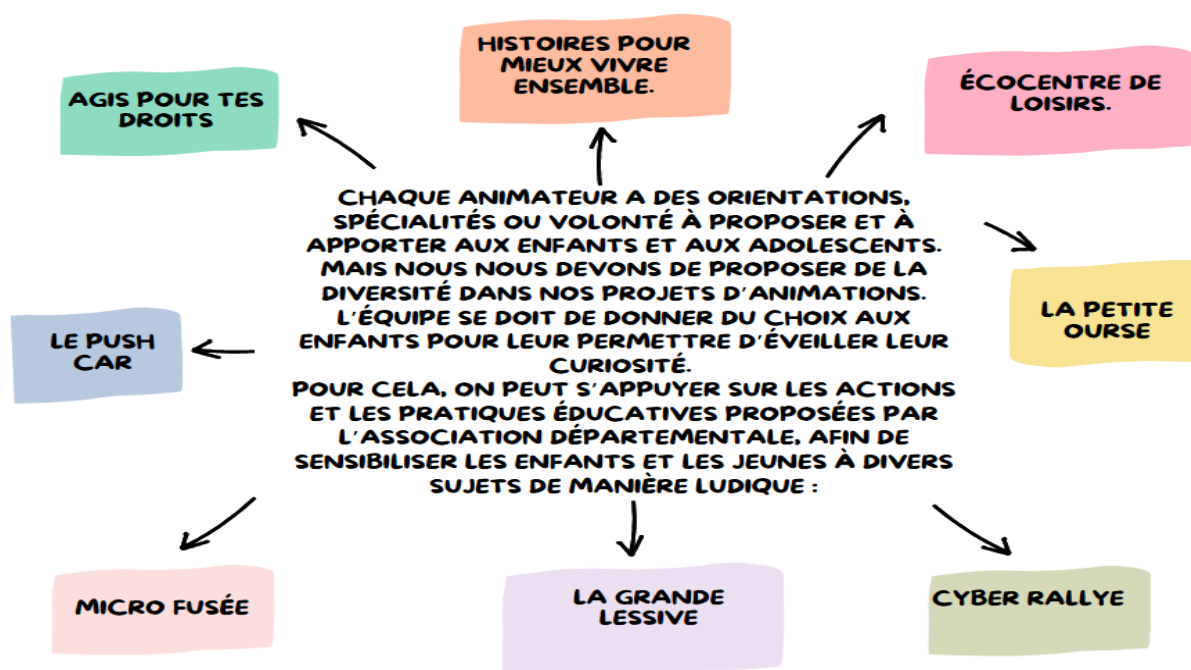 HISTOIRES POUR
MIEUX VIVRE
ENSEMBLE.
AGIS POUR TES
DROITS
ÉCOCENTRE DE
LOISIRS.
CHAQUE ANIMATEUR A DES ORIENTATIONS,
SPÉCIALITÉS OU VOLONTÉ À PROPOSER ET À
APPORTER AUX ENFANTS ET AUX ADOLESCENTS.
MAIS NOUS NOUS DEVONS DE PROPOSER DE LA
DIVERSITÉ DANS NOS PROJETS D'ANIMATIONS.
L'ÉQUIPE SE DOIT DE DONNER DU CHOIX AUX
ENFANTS POUR LEUR PERMETTRE D'ÉVEILLER LEUR
CURIOSITÉ.
POUR CELA, ON PEUT S'APPUYER SUR LES ACTIONS
ET LES PRATIQUES ÉDUCATIVES PROPOSÉES PAR
L'ASSOCIATION DÉPARTEMENTALE, AFIN DE
SENSIBILISER LES ENFANTS ET LES JEUNES À DIVERS
SUJETS DE MANIÈRE LUDIQUE :
LA PETITE
OURSE
LE PUSH
CAR
MICRO FUSÉE
LA GRANDE
LESSIVE
CYBER RALLYE